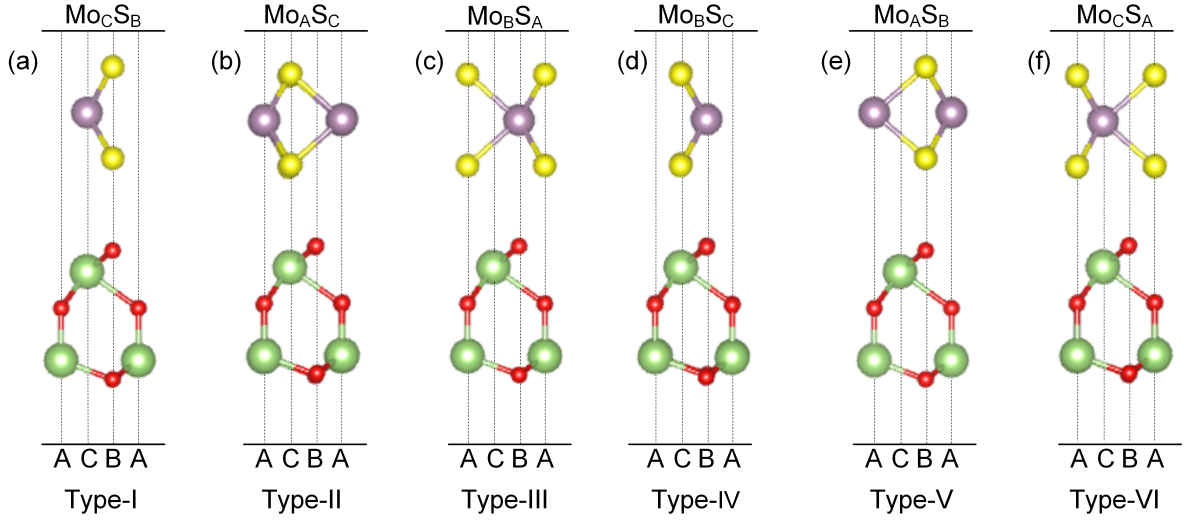 Mo_CS_B Mo_AS_C Mo_BS_A Mo_BS_C Mo_AS_B Mo_CS_A
(a) (b) (c) (d) (e) (f)
A C B A A C B A A C B A A C B A A C B A A C B A
Type-I Type-II Type-III Type-IV Type-V Type-VI